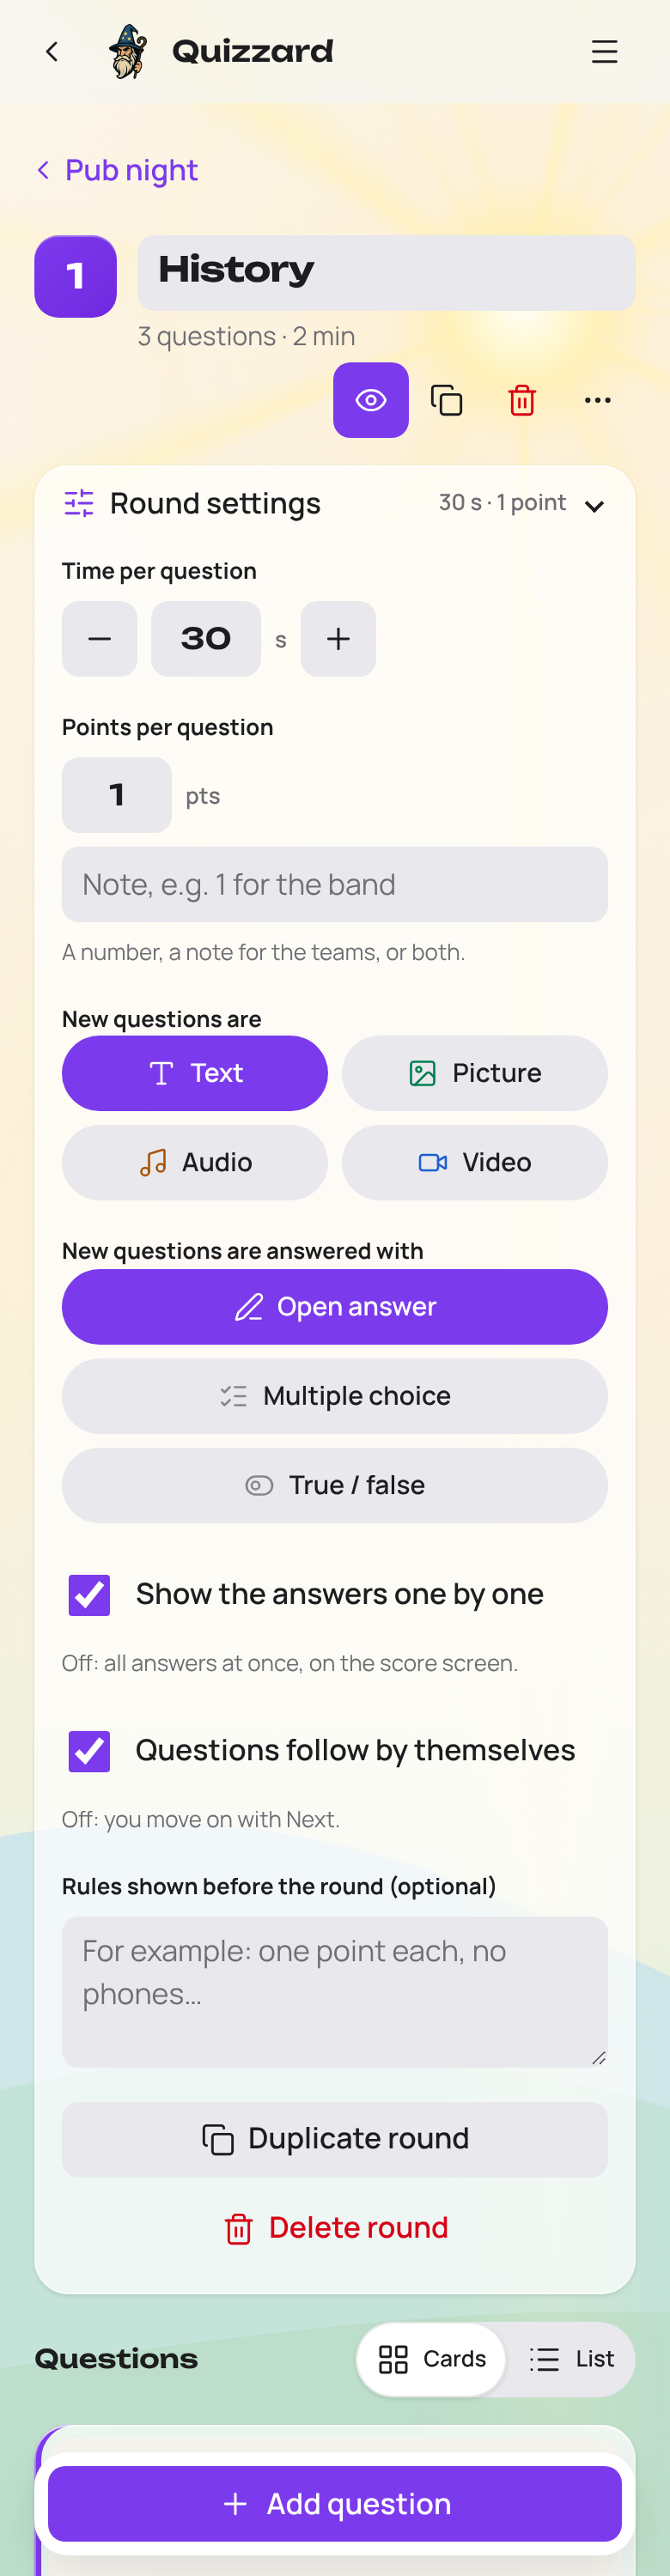 Quizzard
Pub night
1
History
3 questions · 2 min
Round settings
30 s · 1 point
Time per question
30
s
Points per question
1
pts
Note, e.g. 1 for the band
A number, a note for the teams, or both.
New questions are
Text
Picture
Audio
Video
New questions are answered with
Open answer
Multiple choice
True / false
Show the answers one by one
Off: all answers at once, on the score screen.
Questions follow by themselves
Off: you move on with Next.
Rules shown before the round (optional)
For example: one point each, no
phones…
Duplicate round
Delete round
Questions
Cards
List
Add question